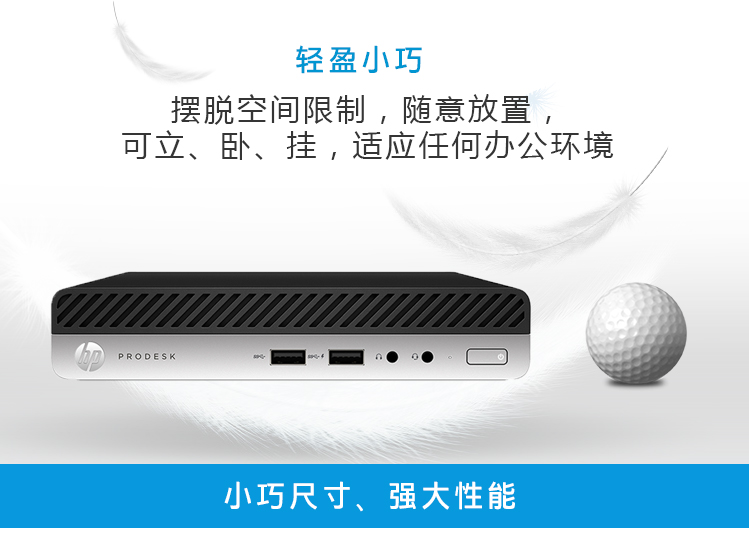 轻盈小巧
摆脱空间限制，随意放置，
可立、卧、挂，适应任何办公环境
hp
PRODESK
小巧尺寸、强大性能